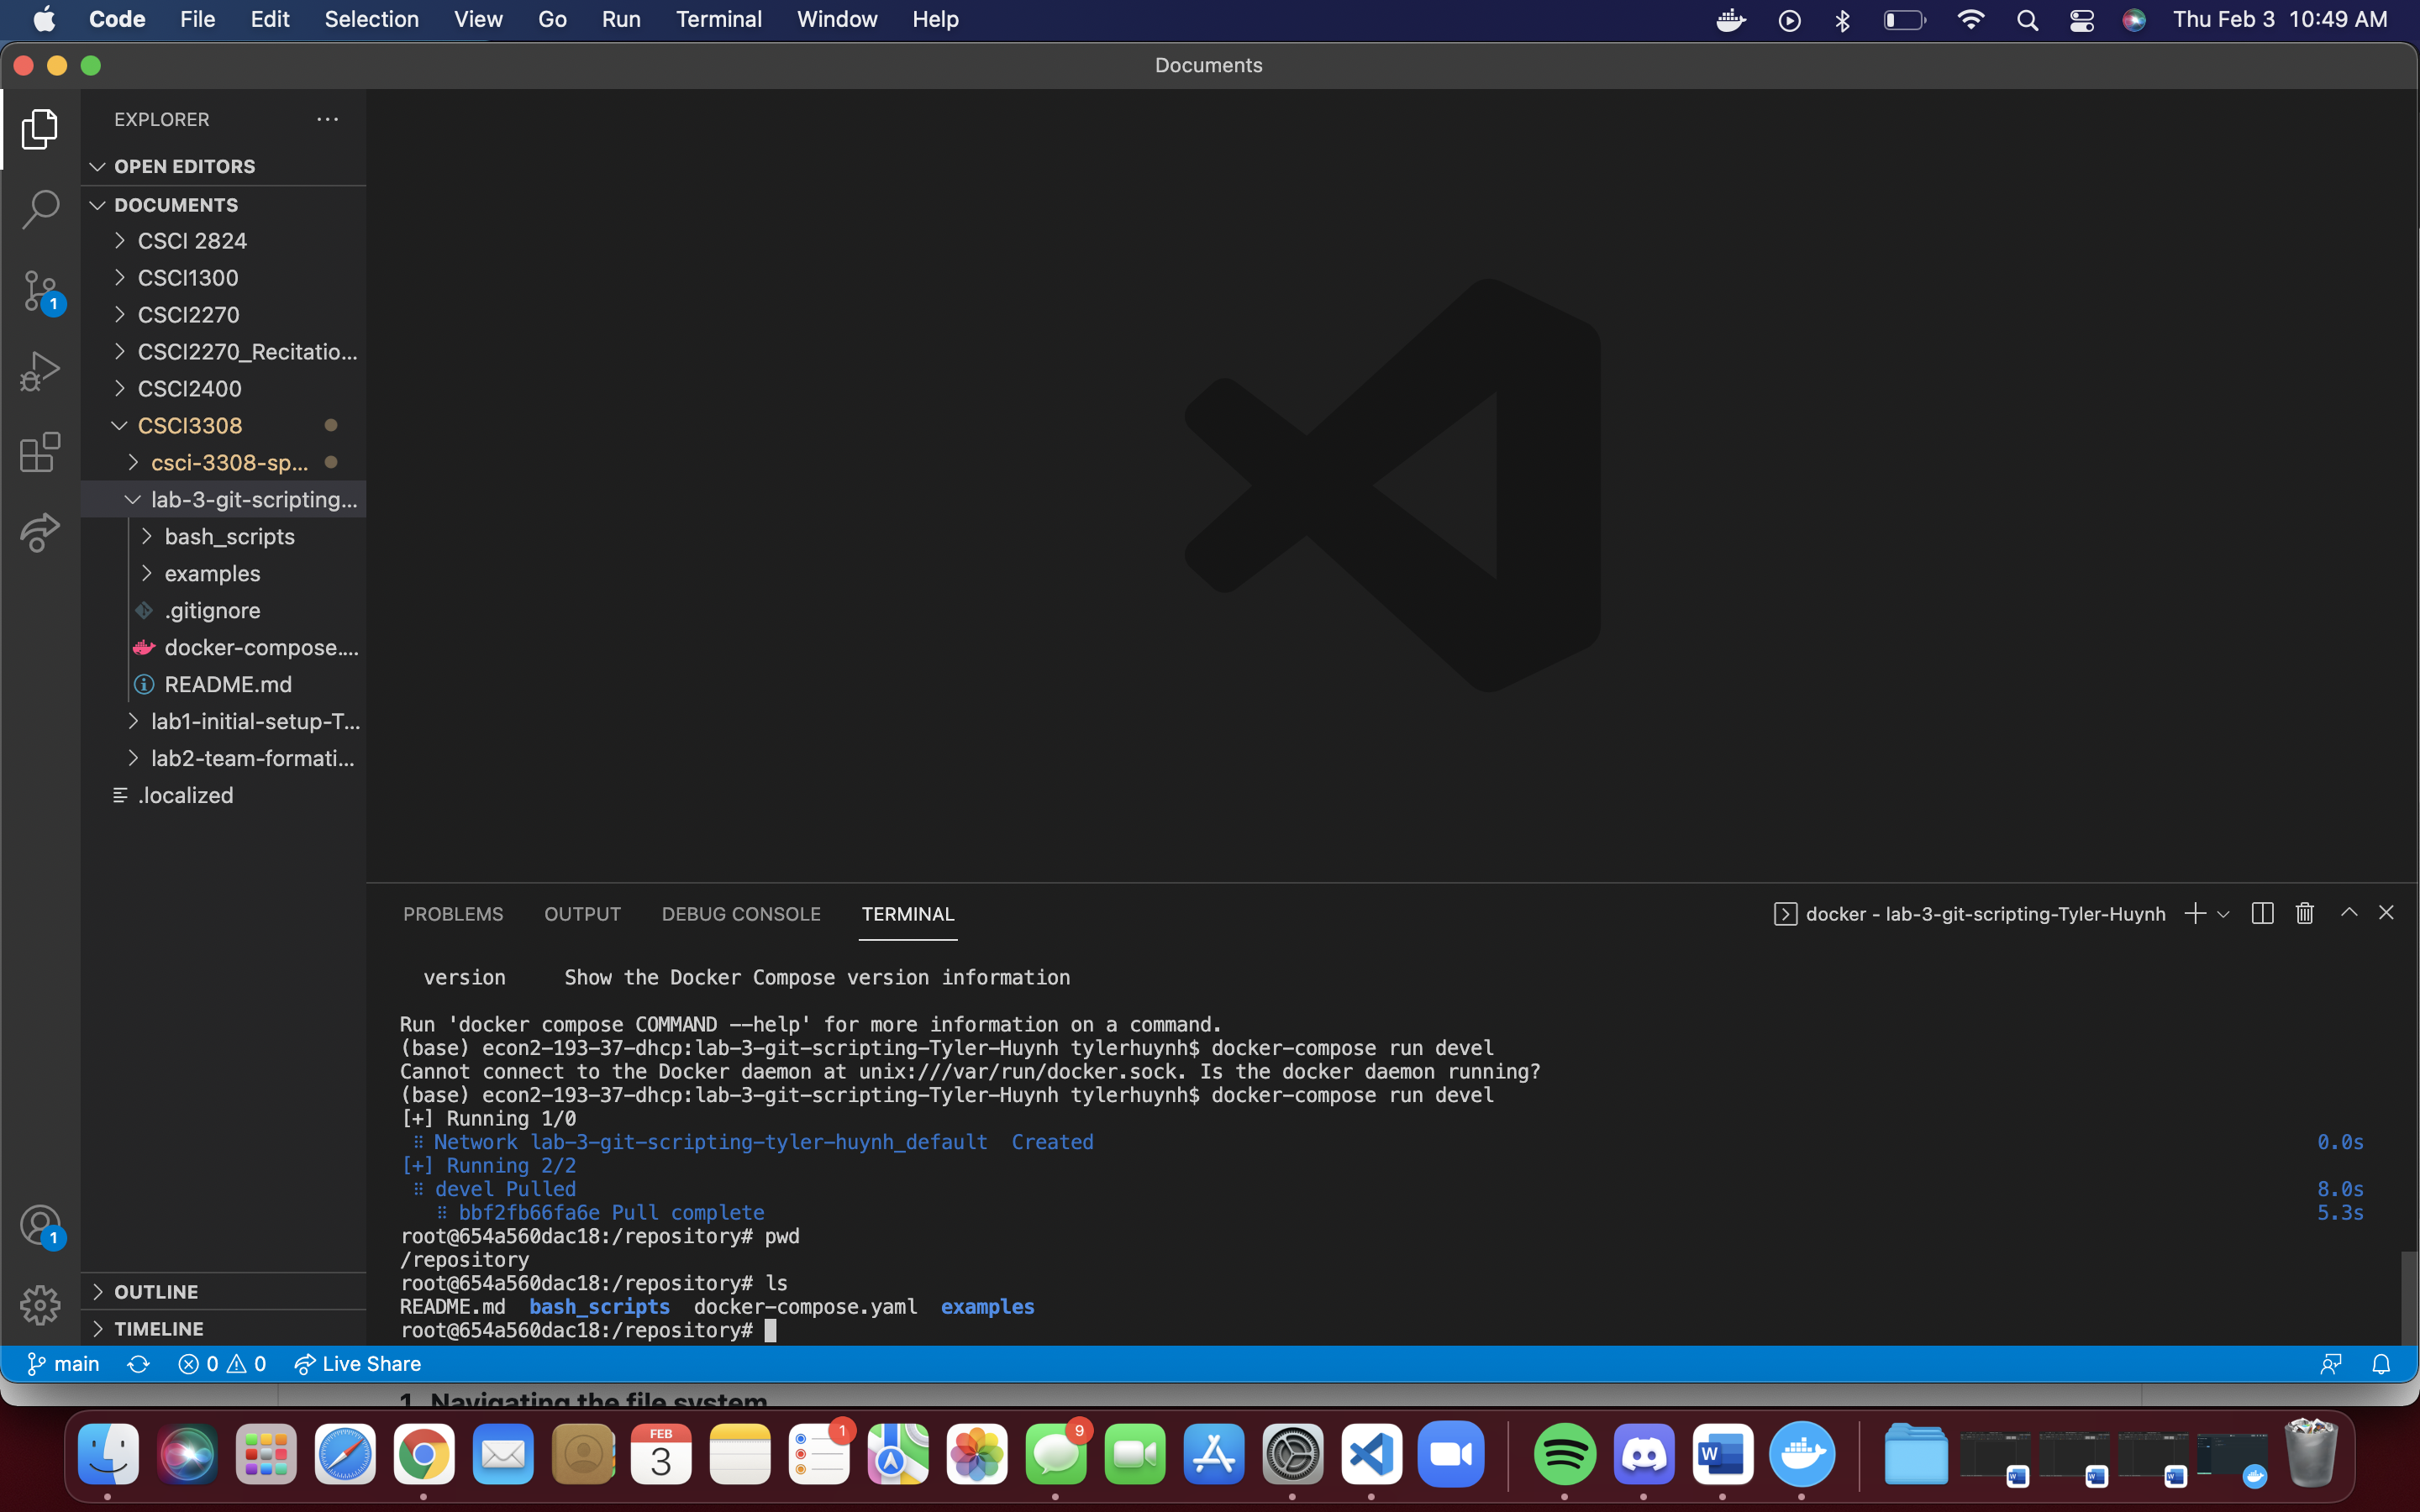 Code File Edit Selection View Go Run Terminal Window Help Thu Feb 3 10:49 AM
Documents
EXPLORER
OPEN EDITORS
DOCUMENTS
CSCI 2824
CSCI1300
CSCI2270
CSCI2270_Recitatio...
CSCI2400
CSCI3308
csci-3308-sp...
lab-3-git-scripting...
bash_scripts
examples
.gitignore
docker-compose....
README.md
lab1-initial-setup-T...
lab2-team-formati...
.localized
1
1
OUTLINE
TIMELINE
PROBLEMS OUTPUT DEBUG CONSOLE TERMINAL docker - lab-3-git-scripting-Tyler-Huynh
version Show the Docker Compose version information
Run 'docker compose COMMAND --help' for more information on a command.
(base) econ2-193-37-dhcp:lab-3-git-scripting-Tyler-Huynh tylerhuynh$ docker-compose run devel
Cannot connect to the Docker daemon at unix:///var/run/docker.sock. Is the docker daemon running?
(base) econ2-193-37-dhcp:lab-3-git-scripting-Tyler-Huynh tylerhuynh$ docker-compose run devel
[+] Running 1/0
Network lab-3-git-scripting-tyler-huynh_default Created 0.0s
[+] Running 2/2
devel Pulled 8.0s
bbf2fb66fa6e Pull complete 5.3s
root@654a560dac18:/repository# pwd
/repository
root@654a560dac18:/repository# ls
README.md bash_scripts docker-compose.yaml examples
root@654a560dac18:/repository#
main 0 0 Live Share
1. Navigating the file system
FEB
3
1
9
W
W
W
W